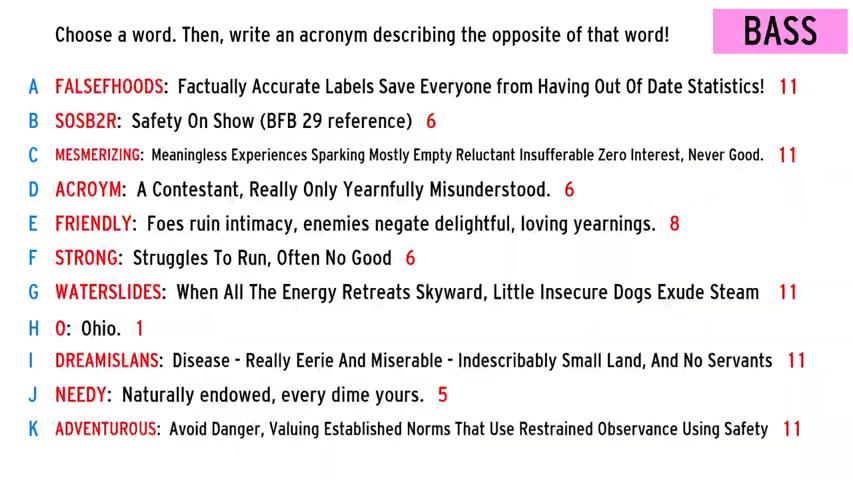 Choose a word. Then, write an acronym describing the opposite of that word! BASS
A FALSEFHOODS: Factually Accurate Labels Save Everyone from Having Out Of Date Statistics! 11
B SOSB2R: Safety On Show (BFB 29 reference) 6
C MESMERIZING: Meaningless Experiences Sparking Mostly Empty Reluctant Insufferable Zero Interest, Never Good. 11
D ACROYM: A Contestant, Really Only Yearnfully Misunderstood. 6
E FRIENDLY: Foes ruin intimacy, enemies negate delightful, loving yearnings. 8
F STRONG: Struggles To Run, Often No Good 6
G WATERSLIDES: When All The Energy Retreats Skyward, Little Insecure Dogs Exude Steam 11
H O: Ohio. 1
I DREAMISLANS: Disease - Really Eerie And Miserable - Indescribably Small Land, And No Servants 11
J NEEDY: Naturally endowed, every dime yours. 5
K ADVENTUROUS: Avoid Danger, Valuing Established Norms That Use Restrained Observance Using Safety 11